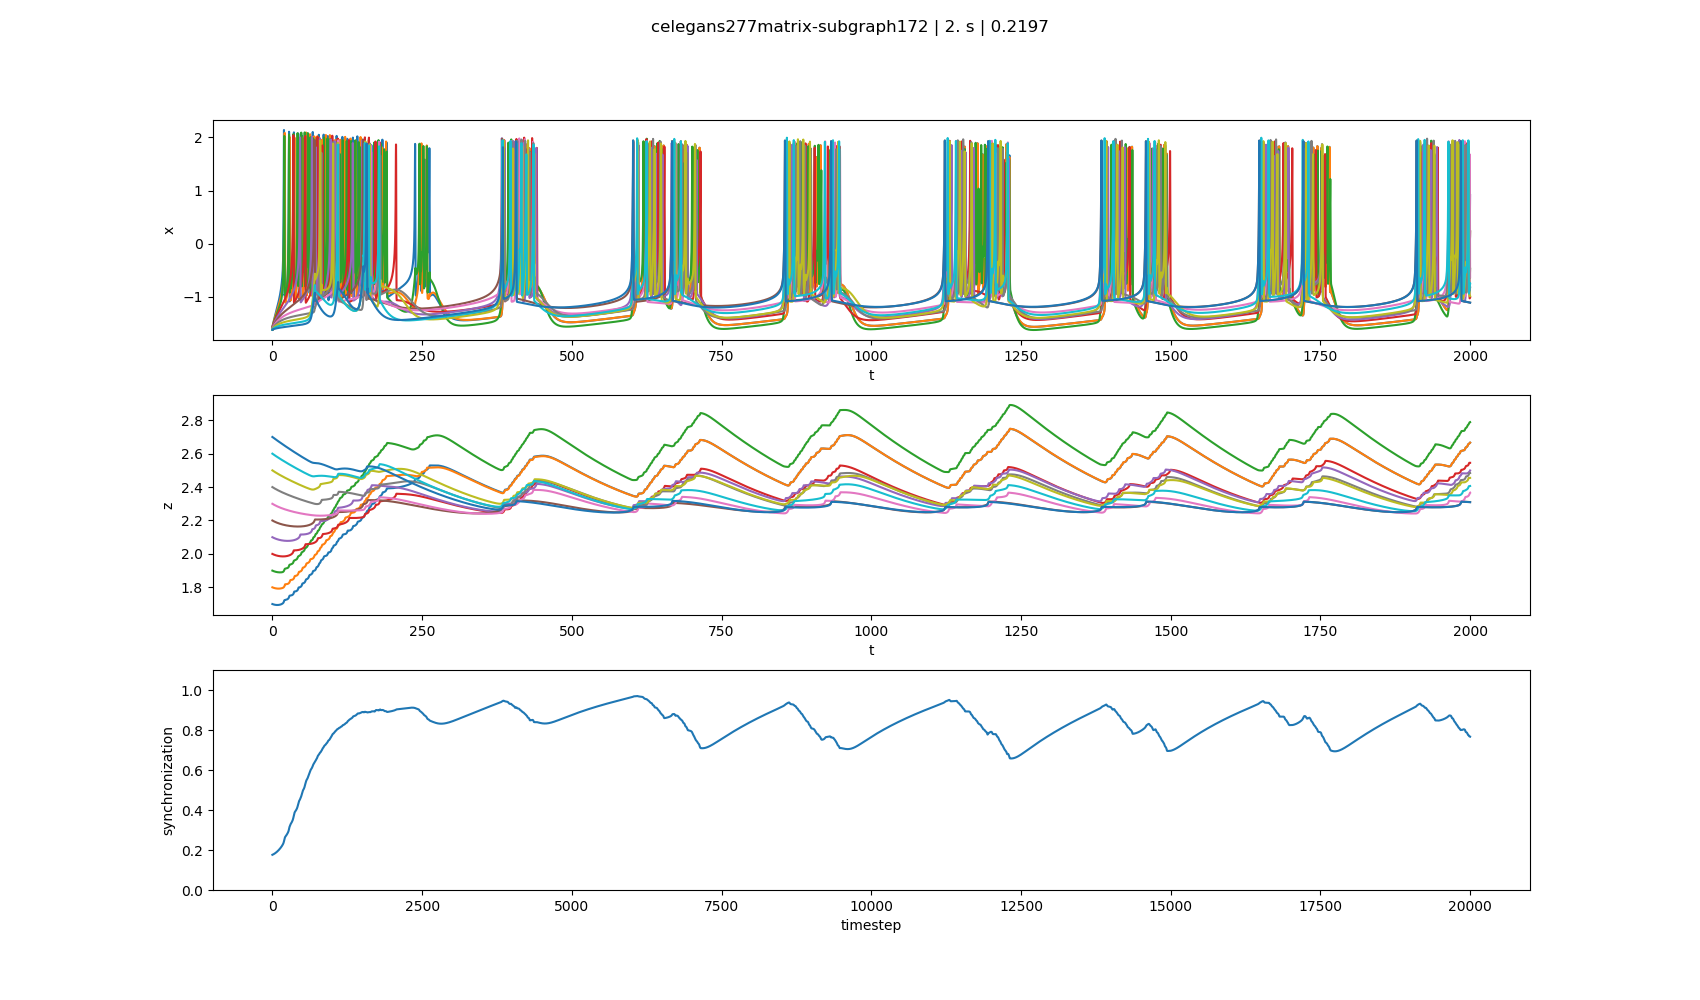 celegans277matrix-subgraph172 | 2. s | 0.2197
2
1
0
−1
x
0 250 500 750 1000 1250 1500 1750 2000
t
2.8
2.6
2.4
2.2
2.0
1.8
z
0 250 500 750 1000 1250 1500 1750 2000
t
1.0
0.8
0.6
0.4
0.2
0.0
synchronization
0 2500 5000 7500 10000 12500 15000 17500 20000
timestep